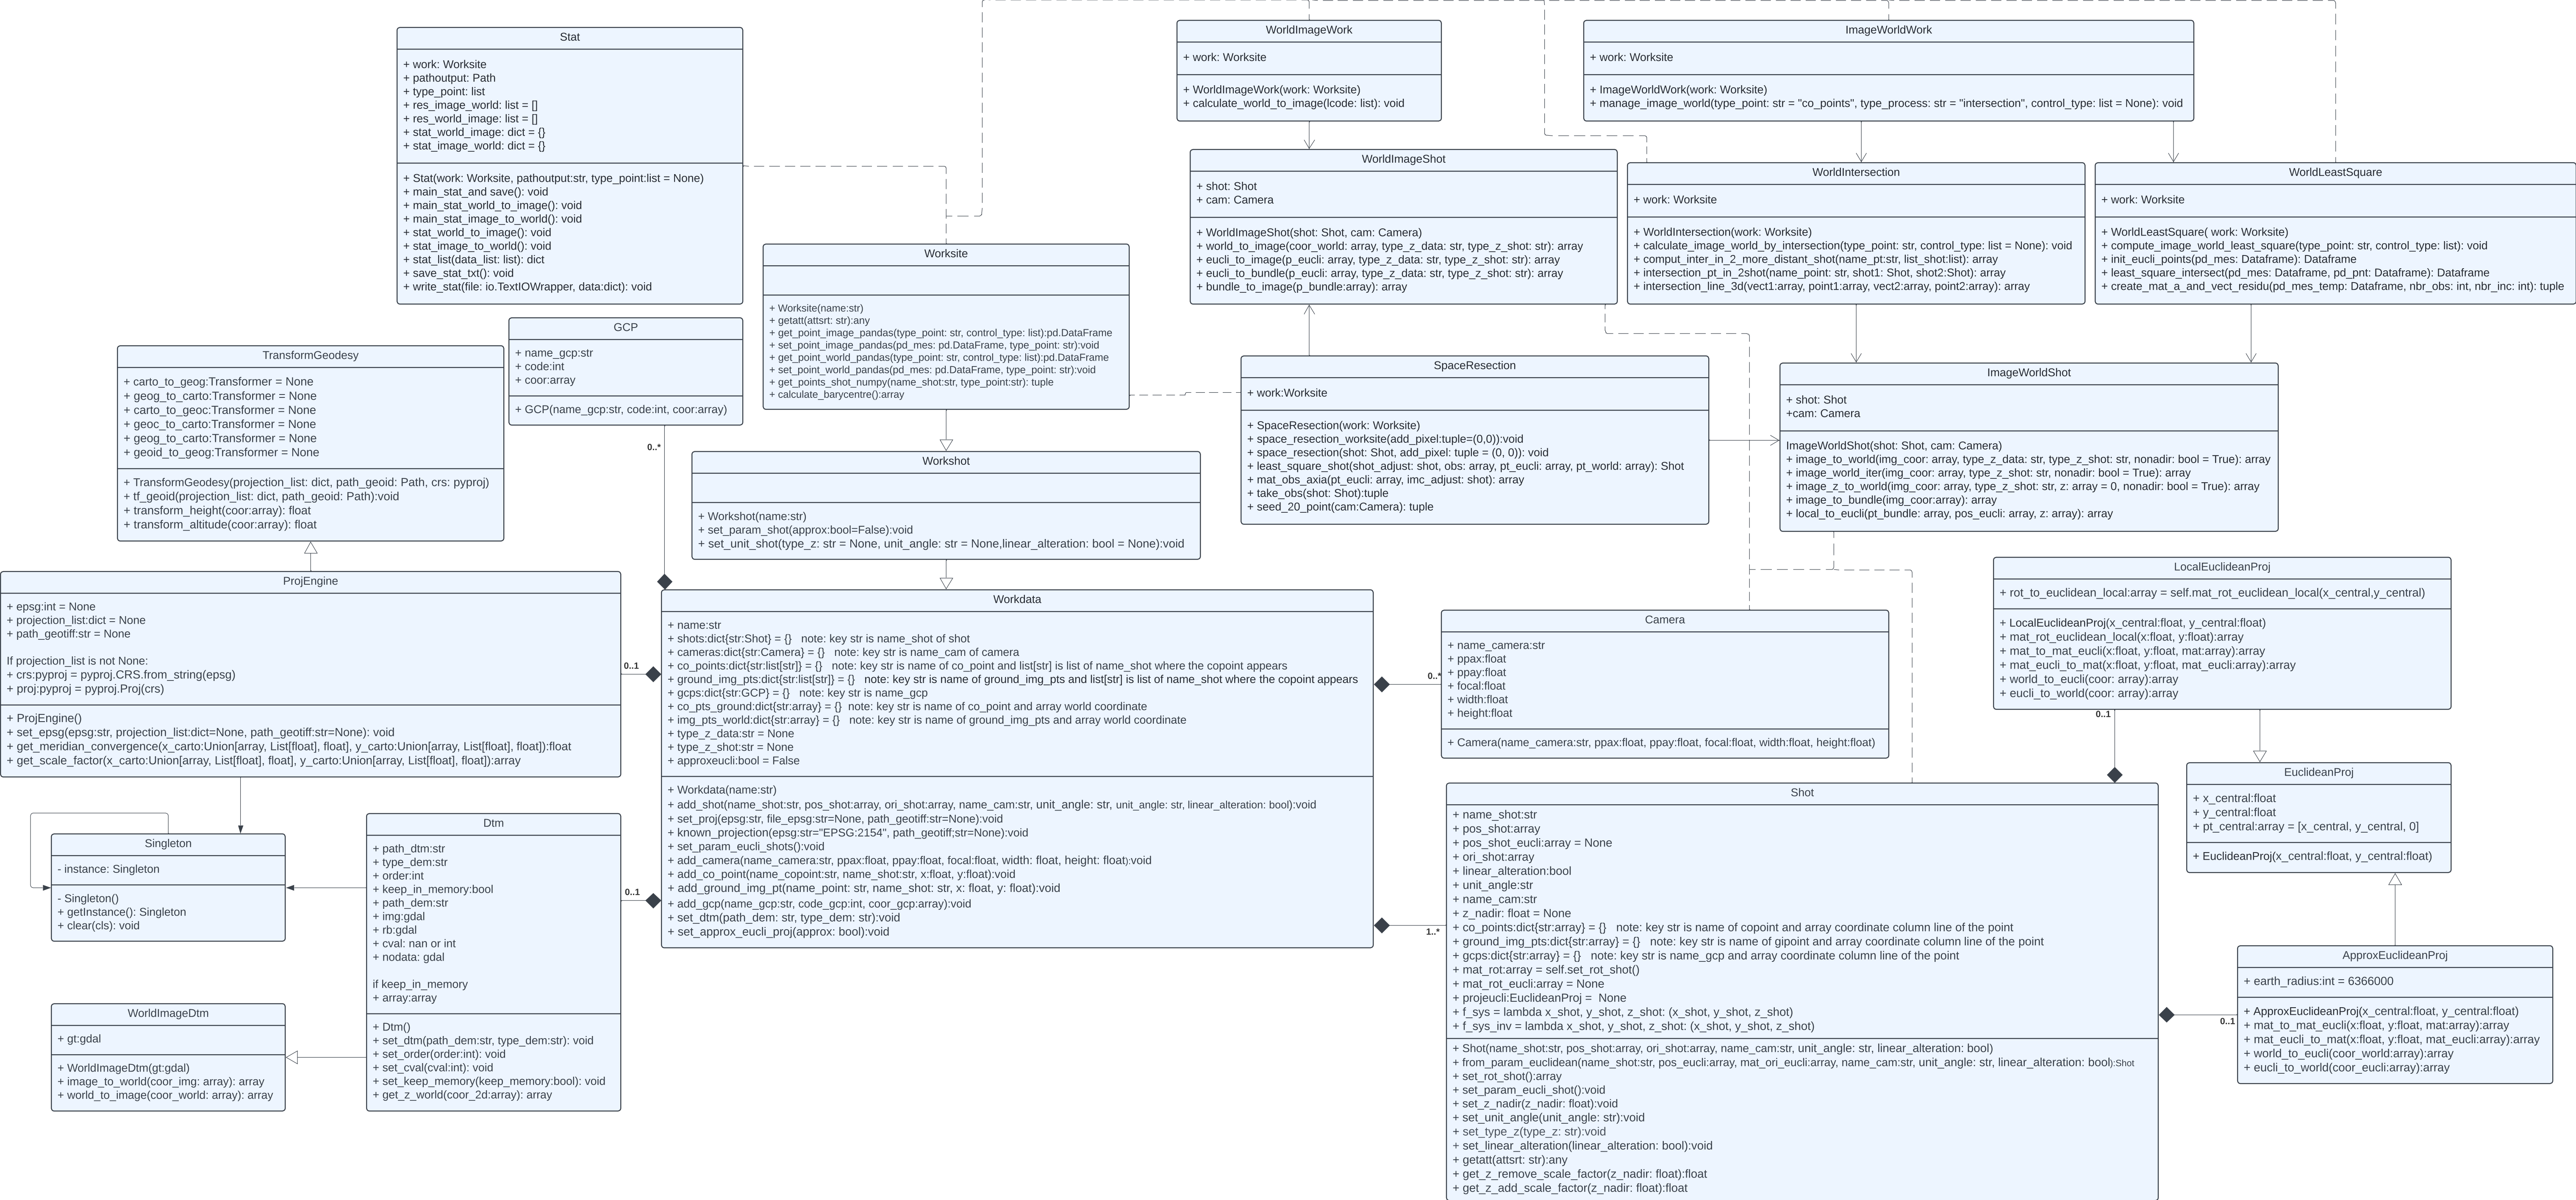 Stat
+ work: Worksite
+ pathoutput: Path
+ type_point: list
+ res_image_world: list = []
+ res_world_image: list = []
+ stat_world_image: dict = {}
+ stat_image_world: dict = {}
+ Stat(work: Worksite, pathoutput:str, type_point:list = None)
+ main_stat_and save(): void
+ main_stat_world_to_image(): void
+ main_stat_image_to_world(): void
+ stat_world_to_image(): void
+ stat_image_to_world(): void
+ stat_list(data_list: list): dict
+ save_stat_txt(): void
+ write_stat(file: io.TextIOWrapper, data:dict): void
WorldImageWork
+ work: Worksite
+ WorldImageWork(work: Worksite)
+ calculate_world_to_image(lcode: list): void
ImageWorldWork
+ work: Worksite
+ ImageWorldWork(work: Worksite)
+ manage_image_world(type_point: str = "co_points", type_process: str = "intersection", control_type: list = None): void
WorldImageShot
+ shot: Shot
+ cam: Camera
+ WorldImageShot(shot: Shot, cam: Camera)
+ world_to_image(coor_world: array, type_z_data: str, type_z_shot: str): array
+ eucli_to_image(p_eucli: array, type_z_data: str, type_z_shot: str): array
+ eucli_to_bundle(p_eucli: array, type_z_data: str, type_z_shot: str): array
+ bundle_to_image(p_bundle:array): array
WorldIntersection
+ work: Worksite
+ WorldIntersection(work: Worksite)
+ calculate_image_world_by_intersection(type_point: str, control_type: list = None): void
+ comput_inter_in_2_more_distant_shot(name_pt:str, list_shot:list): array
+ intersection_pt_in_2shot(name_point: str, shot1: Shot, shot2:Shot): array
+ intersection_line_3d(vect1:array, point1:array, vect2:array, point2:array): array
WorldLeastSquare
+ work: Worksite
+ WorldLeastSquare( work: Worksite)
+ compute_image_world_least_square(type_point: str, control_type: list): void
+ init_eucli_points(pd_mes: Dataframe): Dataframe
+ least_square_intersect(pd_mes: Dataframe, pd_pnt: Dataframe): Dataframe
+ create_mat_a_and_vect_residu(pd_mes_temp: Dataframe, nbr_obs: int, nbr_inc: int): tuple
Worksite
+ Worksite(name:str)
+ getatt(attsrt: str):any
+ get_point_image_pandas(type_point: str, control_type: list):pd.DataFrame
+ set_point_image_pandas(pd_mes: pd.DataFrame, type_point: str):void
+ get_point_world_pandas(type_point: str, control_type: list):pd.DataFrame
+ set_point_world_pandas(pd_mes: pd.DataFrame, type_point: str):void
+ get_points_shot_numpy(name_shot:str, type_point:str): tuple
+ calculate_barycentre():array
GCP
+ name_gcp:str
+ code:int
+ coor:array
+ GCP(name_gcp:str, code:int, coor:array)
0..*
TransformGeodesy
+ carto_to_geog:Transformer = None
+ geog_to_carto:Transformer = None
+ carto_to_geoc:Transformer = None
+ geoc_to_carto:Transformer = None
+ geog_to_carto:Transformer = None
+ geoid_to_geog:Transformer = None
+ TransformGeodesy(projection_list: dict, path_geoid: Path, crs: pyproj)
+ tf_geoid(projection_list: dict, path_geoid: Path):void
+ transform_height(coor:array): float
+ transform_altitude(coor:array): float
SpaceResection
+ work:Worksite
+ SpaceResection(work: Worksite)
+ space_resection_worksite(add_pixel:tuple=(0,0)):void
+ space_resection(shot: Shot, add_pixel: tuple = (0, 0)): void
+ least_square_shot(shot_adjust: shot, obs: array, pt_eucli: array, pt_world: array): Shot
+ mat_obs_axia(pt_eucli: array, imc_adjust: shot): array
+ take_obs(shot: Shot):tuple
+ seed_20_point(cam:Camera): tuple
ImageWorldShot
+ shot: Shot
+cam: Camera
ImageWorldShot(shot: Shot, cam: Camera)
+ image_to_world(img_coor: array, type_z_data: str, type_z_shot: str, nonadir: bool = True): array
+ image_world_iter(img_coor: array, type_z_shot: str, nonadir: bool = True): array
+ image_z_to_world(img_coor: array, type_z_shot: str, z: array = 0, nonadir: bool = True): array
+ image_to_bundle(img_coor:array): array
+ local_to_eucli(pt_bundle: array, pos_eucli: array, z: array): array
Workshot
+ Workshot(name:str)
+ set_param_shot(approx:bool=False):void
+ set_unit_shot(type_z: str = None, unit_angle: str = None,linear_alteration: bool = None):void
ProjEngine
+ epsg:int = None
+ projection_list:dict = None
+ path_geotiff:str = None
If projection_list is not None:
+ crs:pyproj = pyproj.CRS.from_string(epsg)
+ proj:pyproj = pyproj.Proj(crs)
+ ProjEngine()
+ set_epsg(epsg:str, projection_list:dict=None, path_geotiff:str=None): void
+ get_meridian_convergence(x_carto:Union[array, List[float], float], y_carto:Union[array, List[float], float]):float
+ get_scale_factor(x_carto:Union[array, List[float], float], y_carto:Union[array, List[float], float]):array
0..1
Workdata
+ name:str
+ shots:dict{str:Shot} = {}   note: key str is name_shot of shot
+ cameras:dict{str:Camera} = {}   note: key str is name_cam of camera
+ co_points:dict{str:list[str]} = {}   note: key str is name of co_point and list[str] is list of name_shot where the copoint appears
+ ground_img_pts:dict{str:list[str]} = {}   note: key str is name of ground_img_pts and list[str] is list of name_shot where the copoint appears
+ gcps:dict{str:GCP} = {}   note: key str is name_gcp
+ co_pts_ground:dict{str:array} = {}  note: key str is name of co_point and array world coordinate
+ img_pts_world:dict{str:array} = {}   note: key str is name of ground_img_pts and array world coordinate
+ type_z_data:str = None
+ type_z_shot:str = None
+ approxeucli:bool = False
+ Workdata(name:str)
+ add_shot(name_shot:str, pos_shot:array, ori_shot:array, name_cam:str, unit_angle: str, unit_angle: str, linear_alteration: bool):void
+ set_proj(epsg:str, file_epsg:str=None, path_geotiff:str=None):void
+ known_projection(epsg:str="EPSG:2154", path_geotiff;str=None):void
+ set_param_eucli_shots():void
+ add_camera(name_camera:str, ppax:float, ppay:float, focal:float, width: float, height: float):void
+ add_co_point(name_copoint:str, name_shot:str, x:float, y:float):void
+ add_ground_img_pt(name_point: str, name_shot: str, x: float, y: float):void
+ add_gcp(name_gcp:str, code_gcp:int, coor_gcp:array):void
+ set_dtm(path_dem: str, type_dem: str):void
+ set_approx_eucli_proj(approx: bool):void
0..*
Camera
+ name_camera:str
+ ppax:float
+ ppay:float
+ focal:float
+ width:float
+ height:float
+ Camera(name_camera:str, ppax:float, ppay:float, focal:float, width:float, height:float)
LocalEuclideanProj
+ rot_to_euclidean_local:array = self.mat_rot_euclidean_local(x_central,y_central)
+ LocalEuclideanProj(x_central:float, y_central:float)
+ mat_rot_euclidean_local(x:float, y:float):array
+ mat_to_mat_eucli(x:float, y:float, mat:array):array
+ mat_eucli_to_mat(x:float, y:float, mat_eucli:array):array
+ world_to_eucli(coor: array):array
+ eucli_to_world(coor: array):array
0..1
EuclideanProj
+ x_central:float
+ y_central:float
+ pt_central:array = [x_central, y_central, 0]
+ EuclideanProj(x_central:float, y_central:float)
Singleton
- instance: Singleton
- Singleton()
+ getInstance(): Singleton
+ clear(cls): void
Dtm
+ path_dtm:str
+ type_dem:str
+ order:int
+ keep_in_memory:bool
+ path_dem:str
+ img:gdal
+ rb:gdal
+ cval: nan or int
+ nodata: gdal
if keep_in_memory
+ array:array
+ Dtm()
+ set_dtm(path_dem:str, type_dem:str): void
+ set_order(order:int): void
+ set_cval(cval:int): void
+ set_keep_memory(keep_memory:bool): void
+ get_z_world(coor_2d:array): array
0..1
1..*
WorldImageDtm
+ gt:gdal
+ WorldImageDtm(gt:gdal)
+ image_to_world(coor_img: array): array
+ world_to_image(coor_world: array): array
Shot
+ name_shot:str
+ pos_shot:array
+ pos_shot_eucli:array = None
+ ori_shot:array
+ linear_alteration:bool
+ unit_angle:str
+ name_cam:str
+ z_nadir: float = None
+ co_points:dict{str:array} = {}   note: key str is name of copoint and array coordinate column line of the point
+ ground_img_pts:dict{str:array} = {}   note: key str is name of gipoint and array coordinate column line of the point
+ gcps:dict{str:array} = {}   note: key str is name_gcp and array coordinate column line of the point
+ mat_rot:array = self.set_rot_shot()
+ mat_rot_eucli:array = None
+ projeucli:EuclideanProj =  None
+ f_sys = lambda x_shot, y_shot, z_shot: (x_shot, y_shot, z_shot)
+ f_sys_inv = lambda x_shot, y_shot, z_shot: (x_shot, y_shot, z_shot)
+ Shot(name_shot:str, pos_shot:array, ori_shot:array, name_cam:str, unit_angle: str, linear_alteration: bool)
+ from_param_euclidean(name_shot:str, pos_eucli:array, mat_ori_eucli:array, name_cam:str, unit_angle: str, linear_alteration: bool):Shot
+ set_rot_shot():array
+ set_param_eucli_shot():void
+ set_z_nadir(z_nadir: float):void
+ set_unit_angle(unit_angle: str):void
+ set_type_z(type_z: str):void
+ set_linear_alteration(linear_alteration: bool):void
+ getatt(attsrt: str):any
+ get_z_remove_scale_factor(z_nadir: float):float
+ get_z_add_scale_factor(z_nadir: float):float
0..1
ApproxEuclideanProj
+ earth_radius:int = 6366000
+ ApproxEuclideanProj(x_central:float, y_central:float)
+ mat_to_mat_eucli(x:float, y:float, mat:array):array
+ mat_eucli_to_mat(x:float, y:float, mat_eucli:array):array
+ world_to_eucli(coor_world:array):array
+ eucli_to_world(coor_eucli:array):array